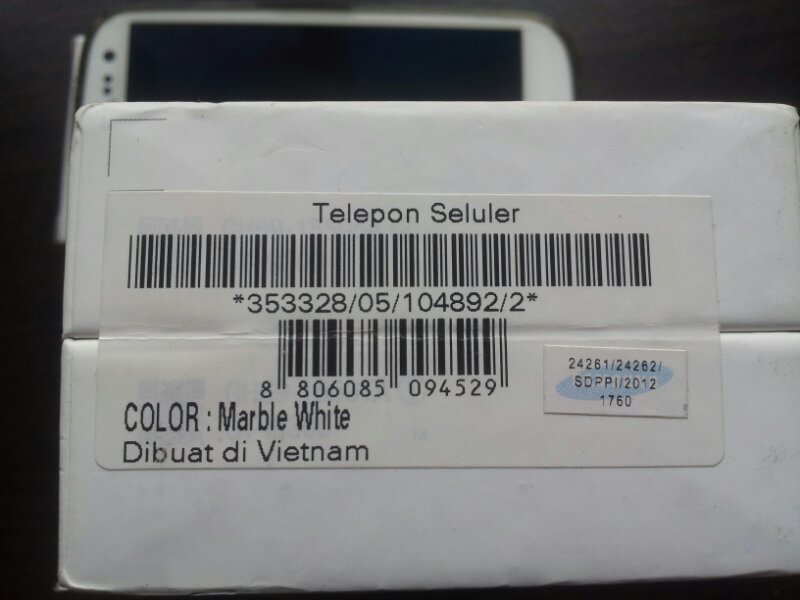 Telepon Seluler
*353328/05/104892/2*
8 806085 094529
24261/24262/
SDPPI/2012
1760
COLOR : Marble White
Dibuat di Vietnam